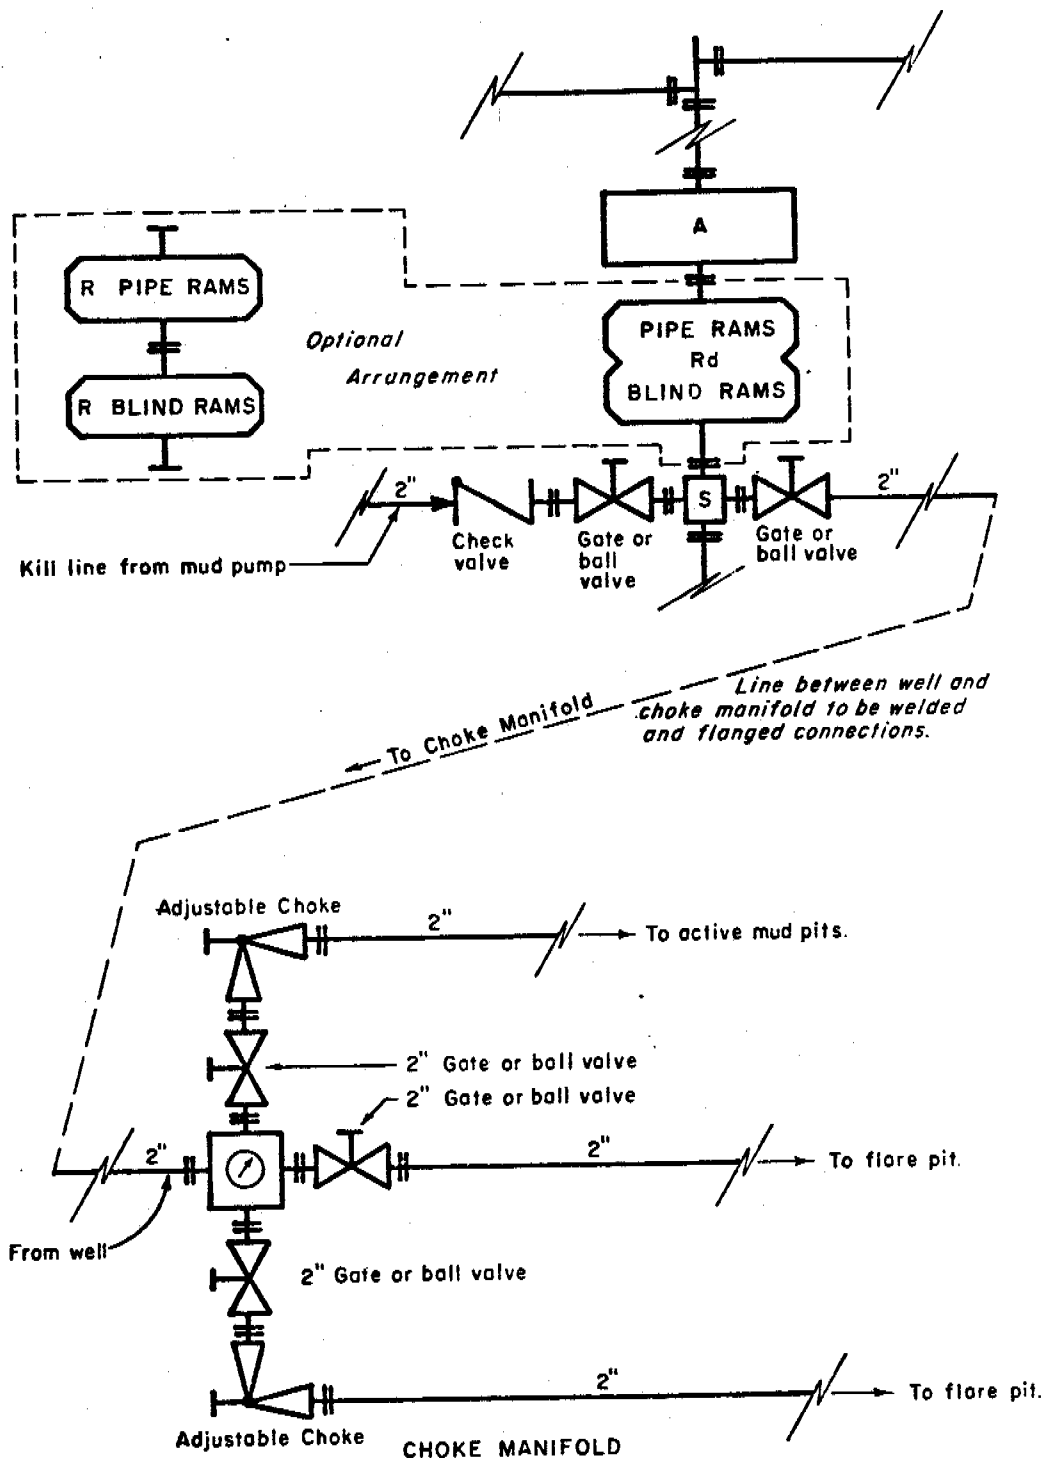 A
R PIPE RAMS
R BLIND RAMS
Optional
Arrangement
PIPE RAMS
Rd
BLIND RAMS
2"
S
2"
Check
valve
Gate or
ball
valve
Gate or
ball valve
Kill line from mud pump
Line between well and
choke manifold to be welded
and flanged connections.
To Choke Manifold
Adjustable Choke
2"
To active mud pits.
2" Gate or ball valve
2" Gate or ball valve
2"
2"
To flare pit.
From well
2" Gate or ball valve
2"
To flare pit.
Adjustable Choke
CHOKE MANIFOLD